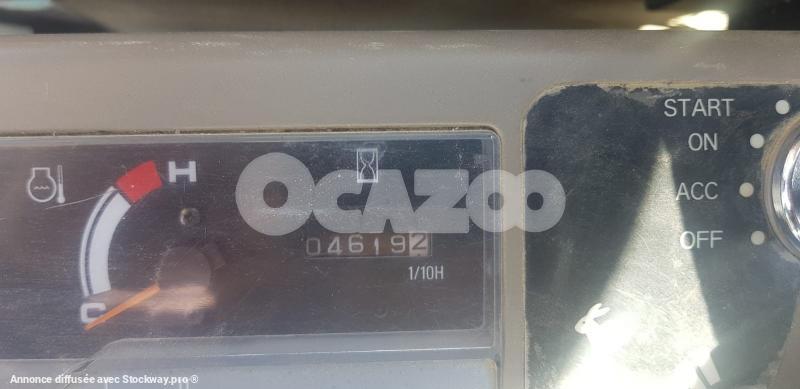 START
ON
H
OCAZOO
ACC
OFF
046192
1/10H
C
Annonce diffusée avec Stockway.pro ®